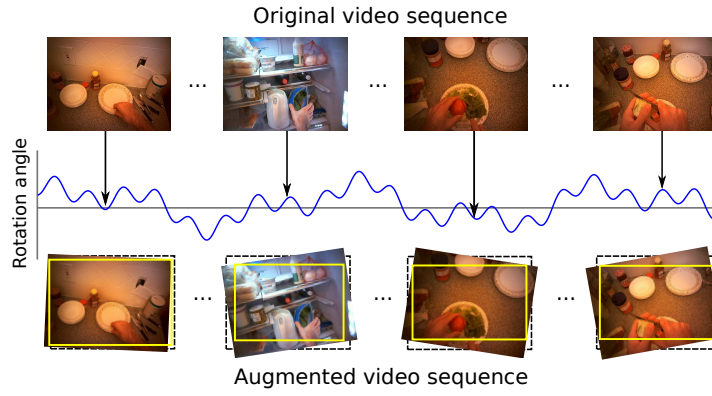 Original video sequence
... ... ...
Rotation angle
... ... ...
Augmented video sequence